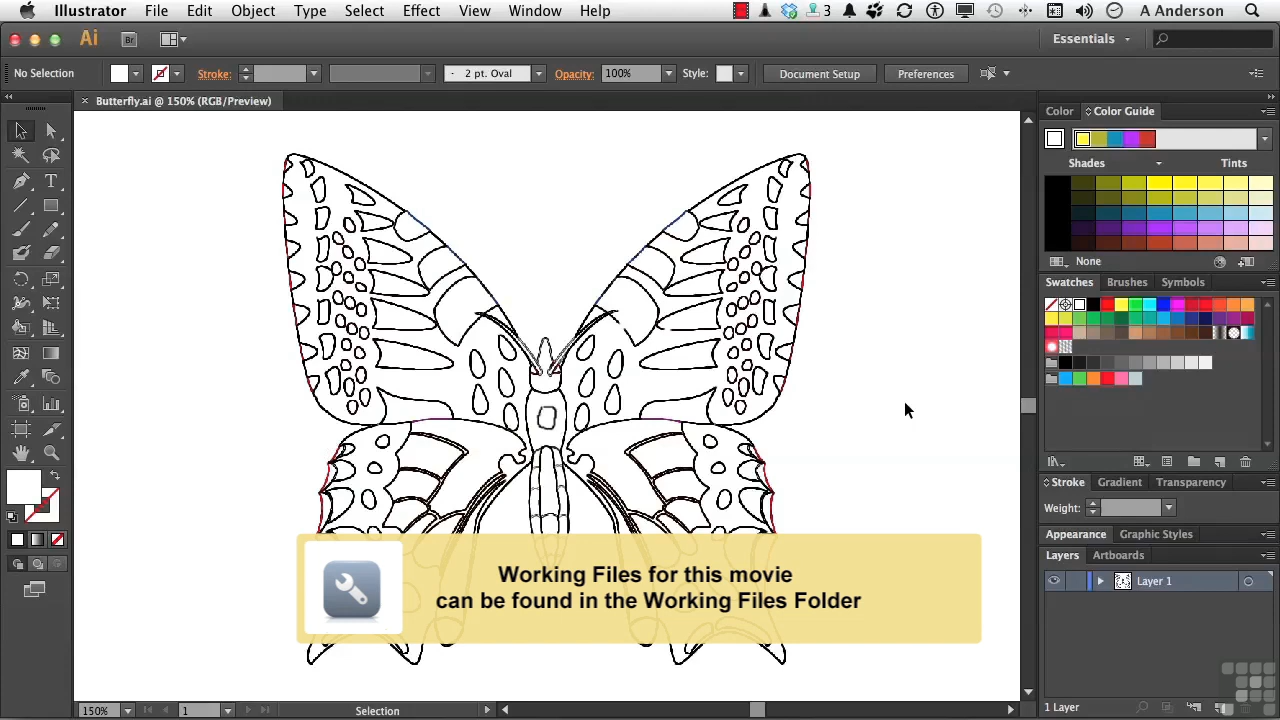 Illustrator File Edit Object Type Select Effect View Window Help 3 A Anderson
Ai Br Essentials
No Selection Stroke: 2 pt. Oval Opacity: 100% Style: Document Setup Preferences
× Butterfly.ai @ 150% (RGB/Preview)
Color Color Guide
Shades Tints
None
Swatches Brushes Symbols
Stroke Gradient Transparency
Weight:
Appearance Graphic Styles
Layers Artboards
Layer 1
Working Files for this movie
can be found in the Working Files Folder
150% 1 Selection 1 Layer